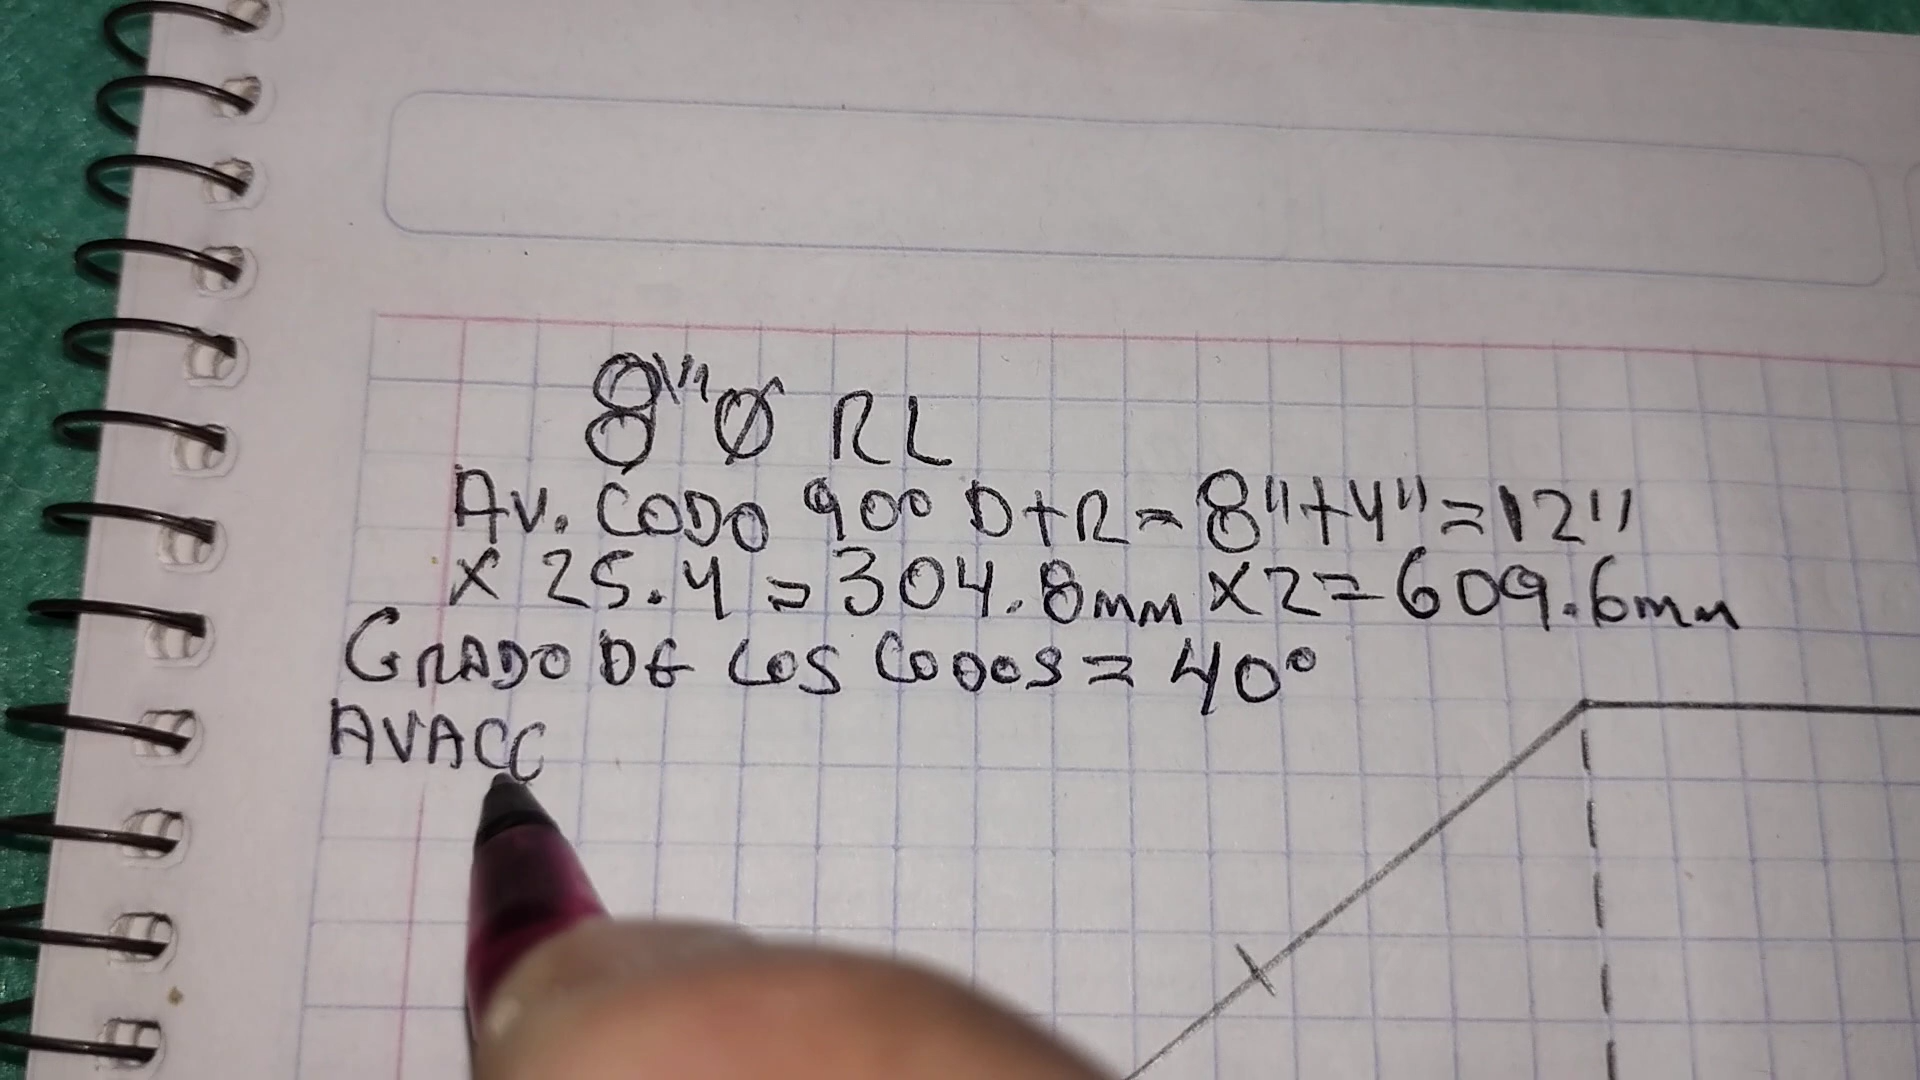 8"Ø RL
AV. CODO 90° D+R = 8"+4" = 12"
X 25.4 = 304.8mm X2 = 609.6mm
GRADO DE LOS CODOS = 40°
AVACC